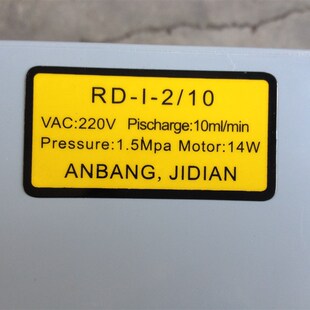 RD-I-2/10
VAC:220V Pischarge:10ml/min
Pressure:1.5Mpa Motor:14W
ANBANG, JIDIAN